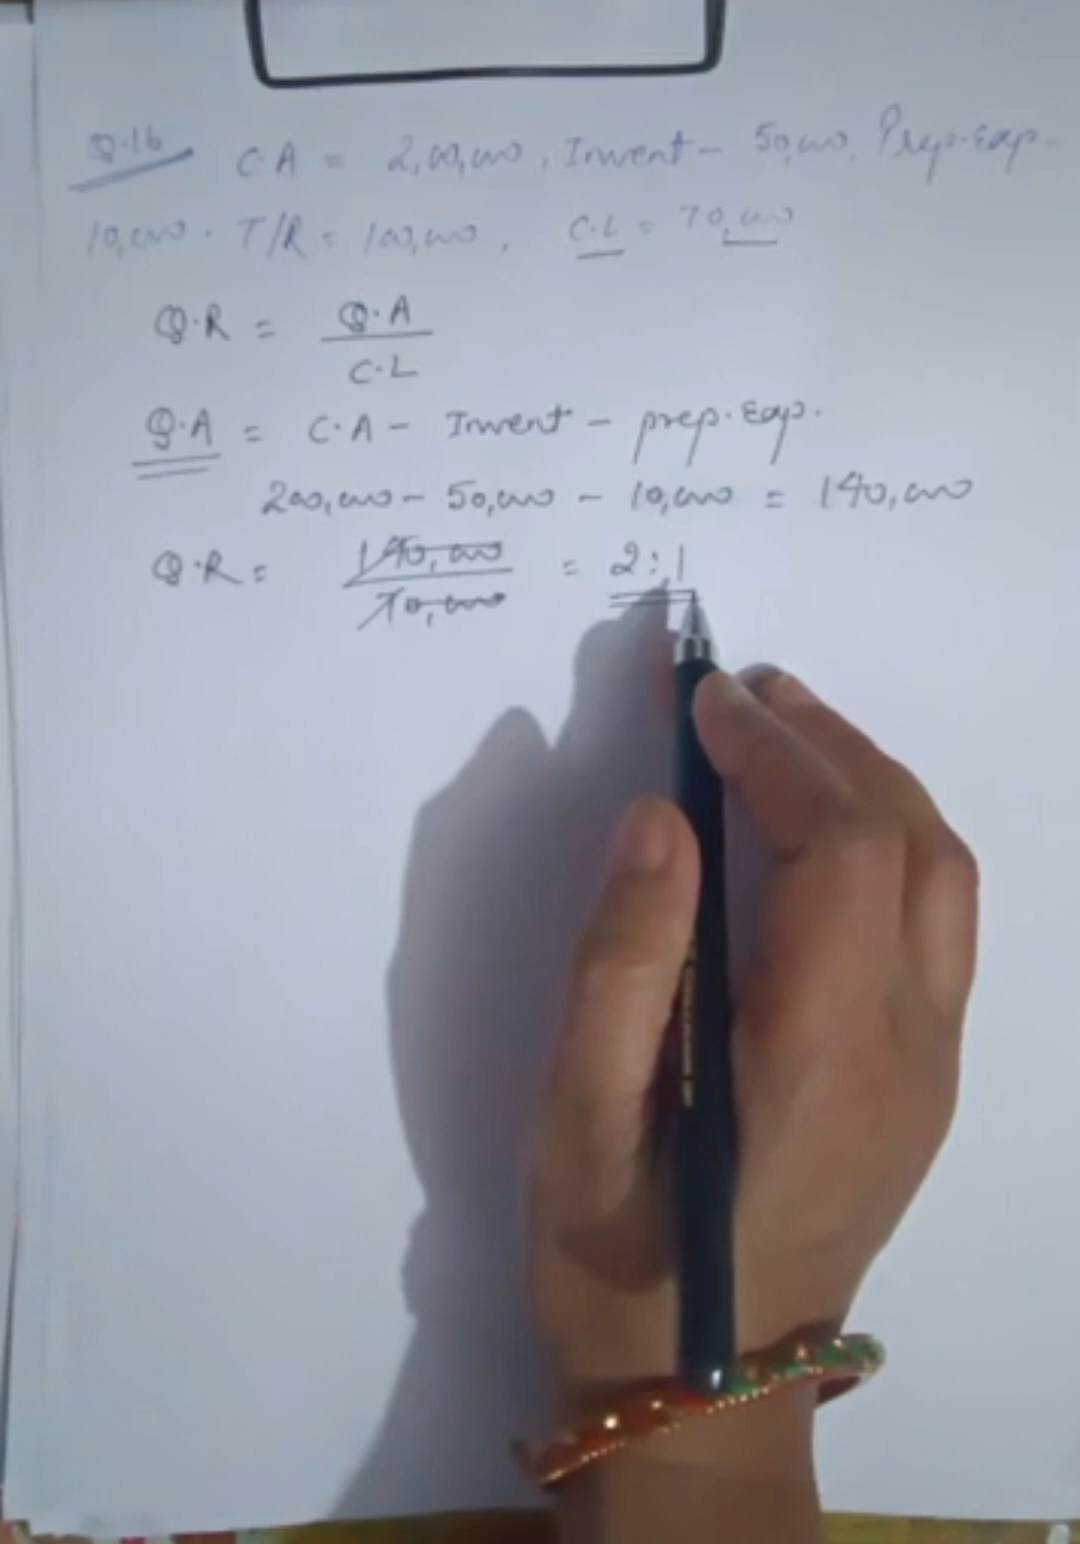 Q.16 C.A = 2,00,000, Invent - 50,000, Prep. Exp -
10,000. T/R = 100,000, C.L = 70,000
Q.R = Q.A / C.L
Q.A = C.A - Invent - prep. Exp.
200,000 - 50,000 - 10,000 = 140,000
Q.R = 140,000 / 70,000 = 2:1